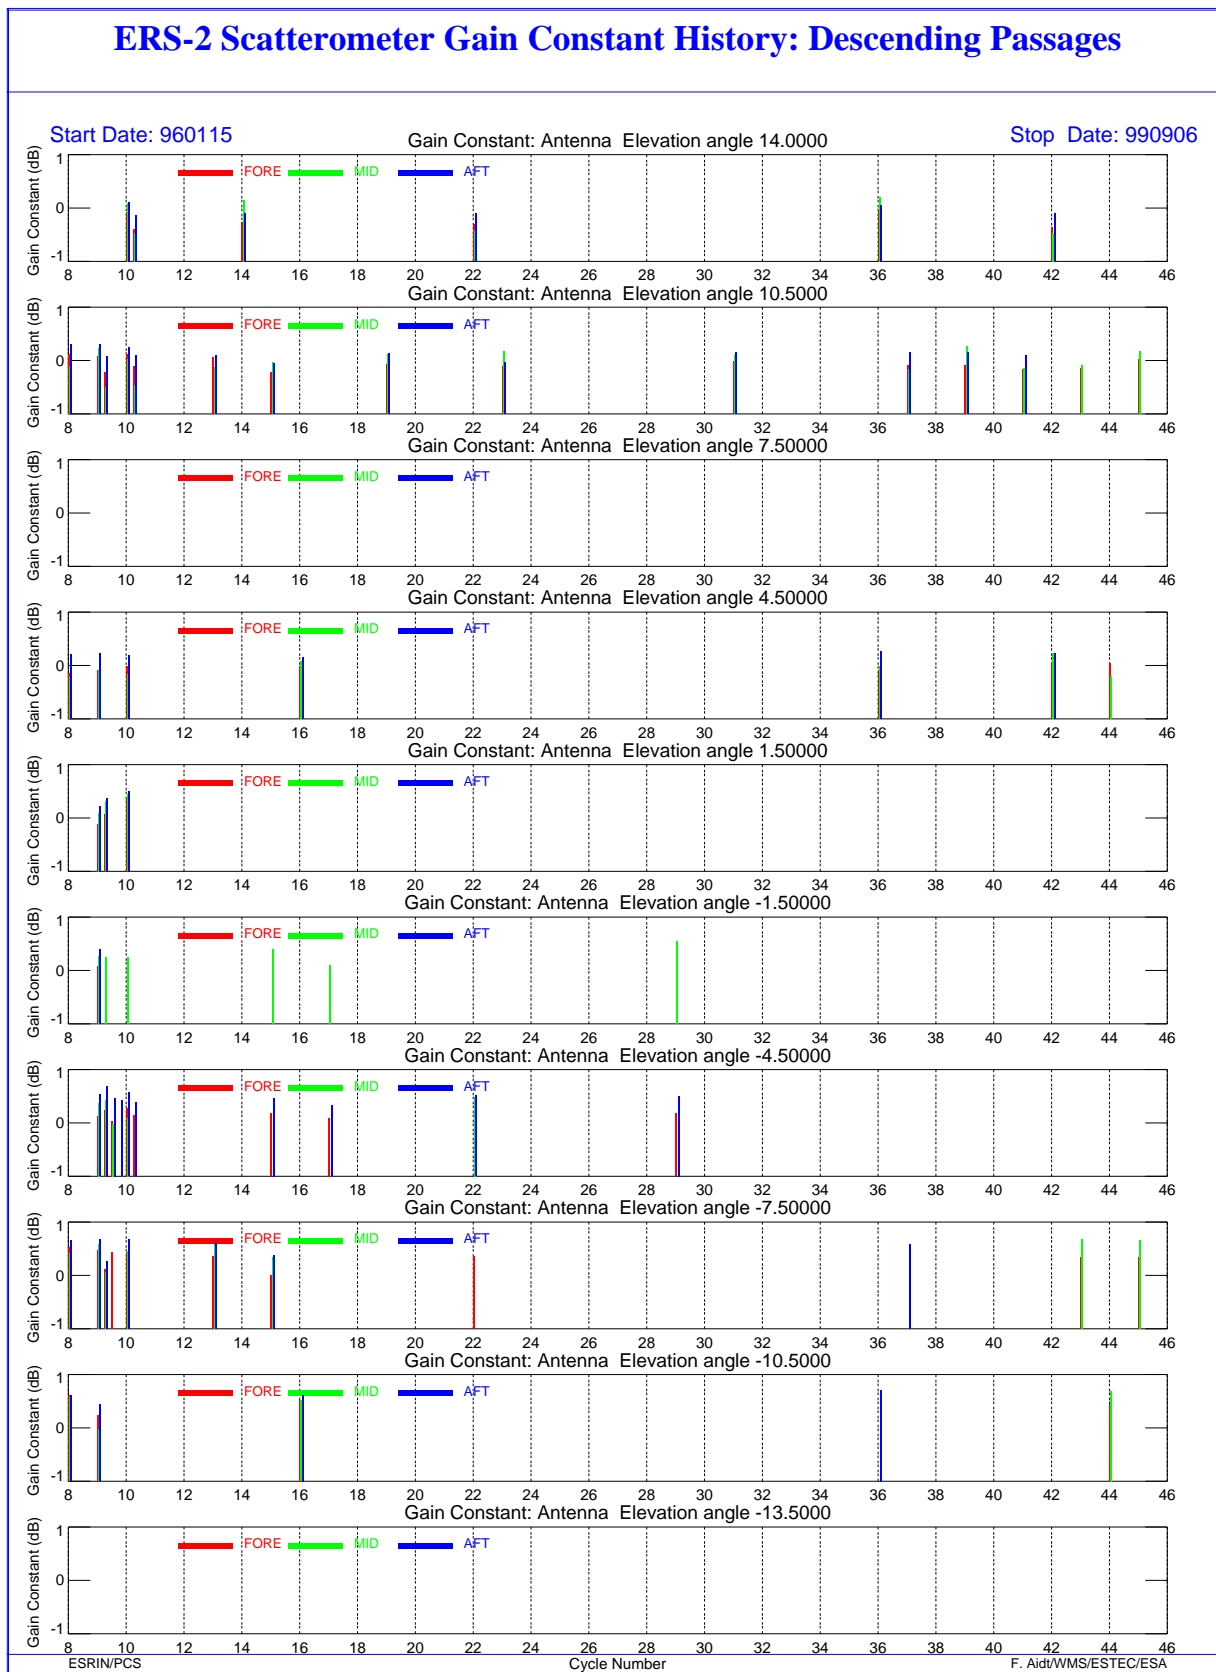 ERS-2 Scatterometer Gain Constant History: Descending Passages
Start Date: 960115
Stop Date: 990906
Gain Constant: Antenna Elevation angle 14.0000
Gain Constant (dB)
FORE MID AFT
1
0
-1
8 10 12 14 16 18 20 22 24 26 28 30 32 34 36 38 40 42 44 46
Gain Constant: Antenna Elevation angle 10.5000
Gain Constant (dB)
FORE MID AFT
1
0
-1
8 10 12 14 16 18 20 22 24 26 28 30 32 34 36 38 40 42 44 46
Gain Constant: Antenna Elevation angle 7.50000
Gain Constant (dB)
FORE MID AFT
1
0
-1
8 10 12 14 16 18 20 22 24 26 28 30 32 34 36 38 40 42 44 46
Gain Constant: Antenna Elevation angle 4.50000
Gain Constant (dB)
FORE MID AFT
1
0
-1
8 10 12 14 16 18 20 22 24 26 28 30 32 34 36 38 40 42 44 46
Gain Constant: Antenna Elevation angle 1.50000
Gain Constant (dB)
FORE MID AFT
1
0
-1
8 10 12 14 16 18 20 22 24 26 28 30 32 34 36 38 40 42 44 46
Gain Constant: Antenna Elevation angle -1.50000
Gain Constant (dB)
FORE MID AFT
1
0
-1
8 10 12 14 16 18 20 22 24 26 28 30 32 34 36 38 40 42 44 46
Gain Constant: Antenna Elevation angle -4.50000
Gain Constant (dB)
FORE MID AFT
1
0
-1
8 10 12 14 16 18 20 22 24 26 28 30 32 34 36 38 40 42 44 46
Gain Constant: Antenna Elevation angle -7.50000
Gain Constant (dB)
FORE MID AFT
1
0
-1
8 10 12 14 16 18 20 22 24 26 28 30 32 34 36 38 40 42 44 46
Gain Constant: Antenna Elevation angle -10.5000
Gain Constant (dB)
FORE MID AFT
1
0
-1
8 10 12 14 16 18 20 22 24 26 28 30 32 34 36 38 40 42 44 46
Gain Constant: Antenna Elevation angle -13.5000
Gain Constant (dB)
FORE MID AFT
1
0
-1
8 10 12 14 16 18 20 22 24 26 28 30 32 34 36 38 40 42 44 46
ESRIN/PCS
Cycle Number
F. Aidt/WMS/ESTEC/ESA